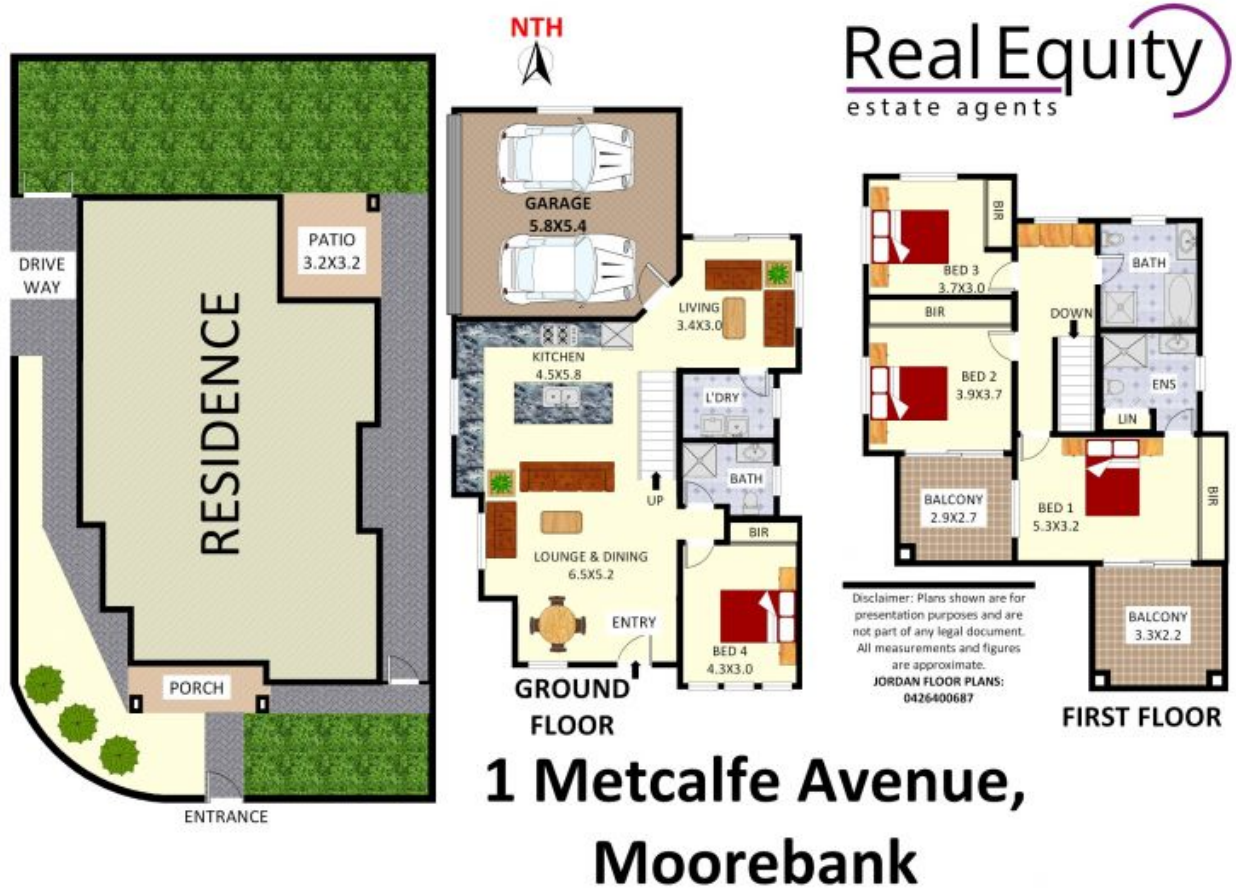 NTH
Real Equity
estate agents
DRIVE
WAY
PATIO
3.2X3.2
RESIDENCE
PORCH
ENTRANCE
GARAGE
5.8X5.4
LIVING
3.4X3.0
KITCHEN
4.5X5.8
L'DRY
BATH
UP
BIR
LOUNGE & DINING
6.5X5.2
ENTRY
BED 4
4.3X3.0
GROUND
FLOOR
BIR
BED 3
3.7X3.0
BATH
BIR
DOWN
BED 2
3.9X3.7
ENS
LIN
BALCONY
2.9X2.7
BED 1
5.3X3.2
BIR
BALCONY
3.3X2.2
Disclaimer: Plans shown are for
presentation purposes and are
not part of any legal document.
All measurements and figures
are approximate.
JORDAN FLOOR PLANS:
0426400687
FIRST FLOOR
1 Metcalfe Avenue,
Moorebank